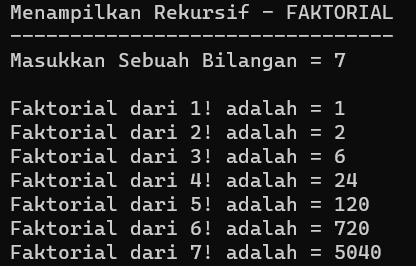 Menampilkan Rekursif - FAKTORIAL
--------------------------------
Masukkan Sebuah Bilangan = 7

Faktorial dari 1! adalah = 1
Faktorial dari 2! adalah = 2
Faktorial dari 3! adalah = 6
Faktorial dari 4! adalah = 24
Faktorial dari 5! adalah = 120
Faktorial dari 6! adalah = 720
Faktorial dari 7! adalah = 5040